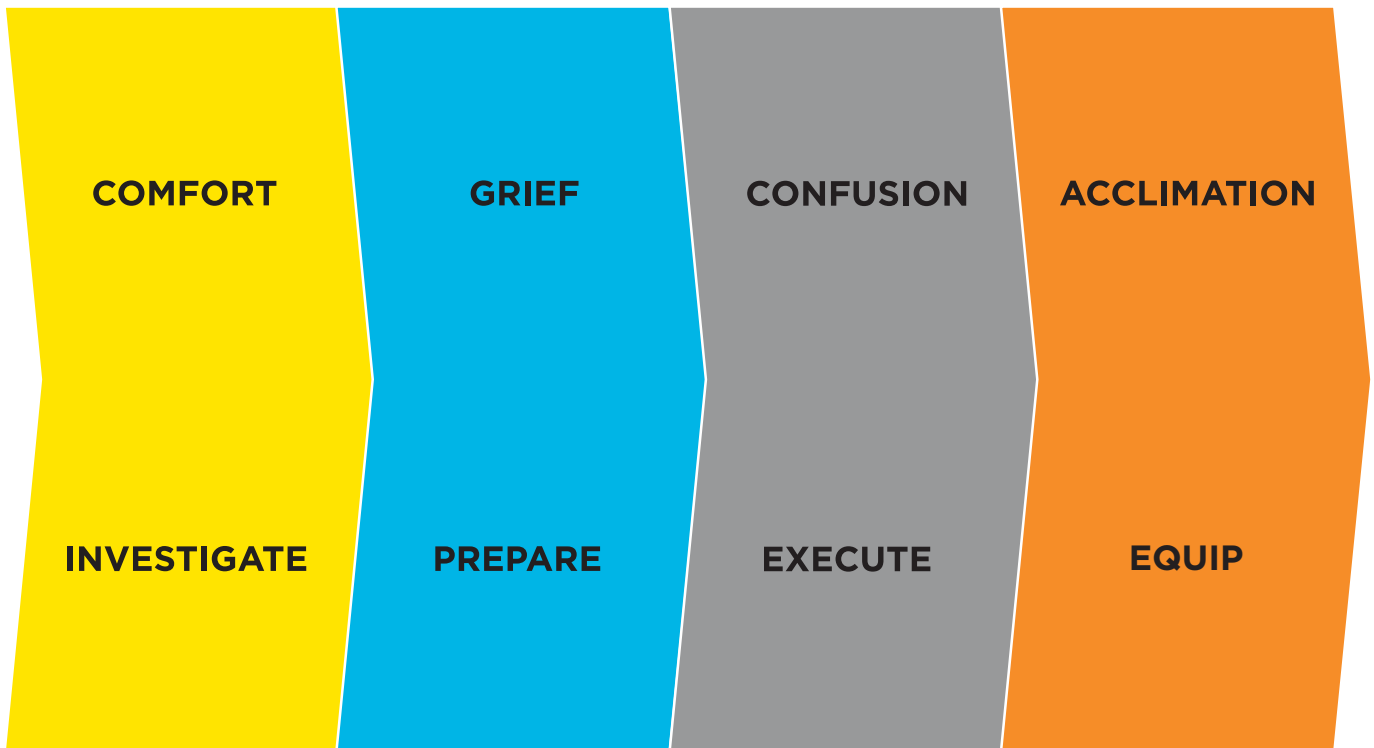 COMFORT
GRIEF
CONFUSION
ACCLIMATION
INVESTIGATE
PREPARE
EXECUTE
EQUIP